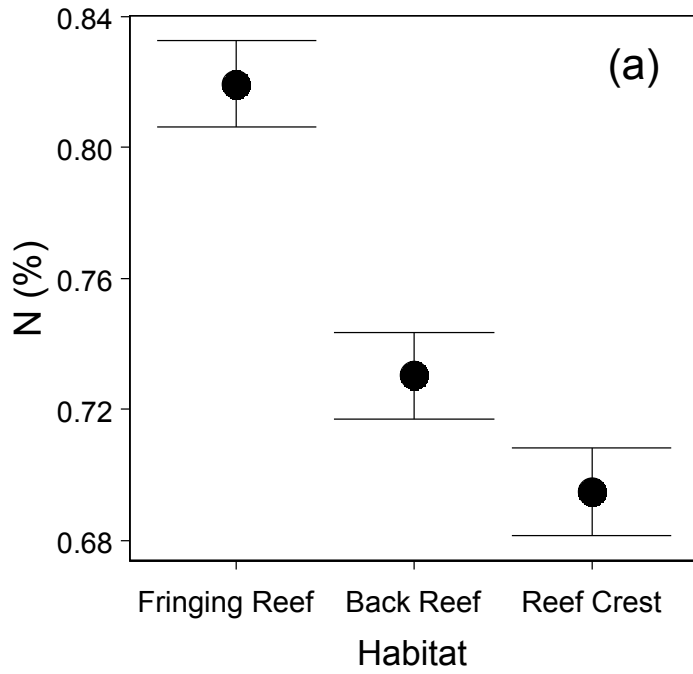 (a)
N (%)
0.84
0.80
0.76
0.72
0.68
Fringing Reef Back Reef Reef Crest
Habitat